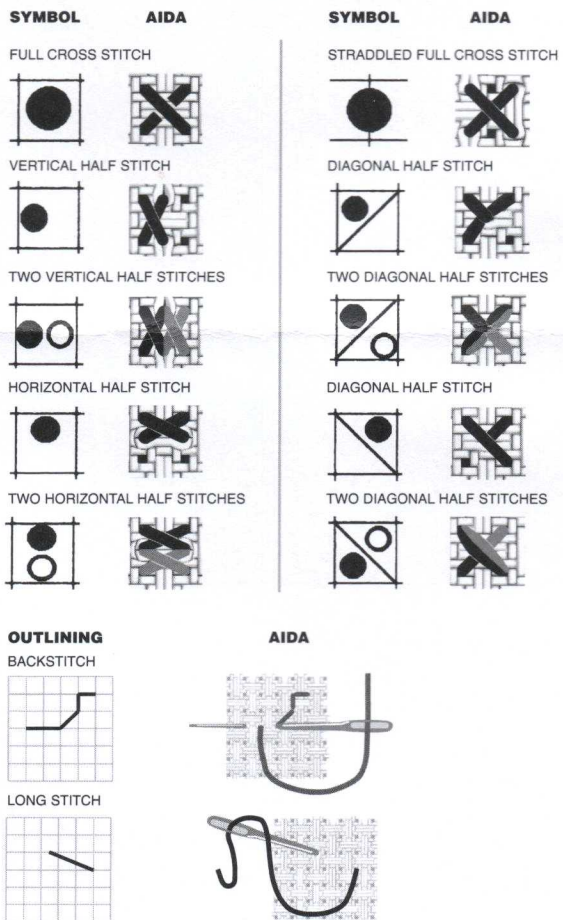 SYMBOL AIDA
FULL CROSS STITCH
VERTICAL HALF STITCH
TWO VERTICAL HALF STITCHES
HORIZONTAL HALF STITCH
TWO HORIZONTAL HALF STITCHES
SYMBOL AIDA
STRADDLED FULL CROSS STITCH
DIAGONAL HALF STITCH
TWO DIAGONAL HALF STITCHES
DIAGONAL HALF STITCH
TWO DIAGONAL HALF STITCHES
OUTLINING AIDA
BACKSTITCH
LONG STITCH